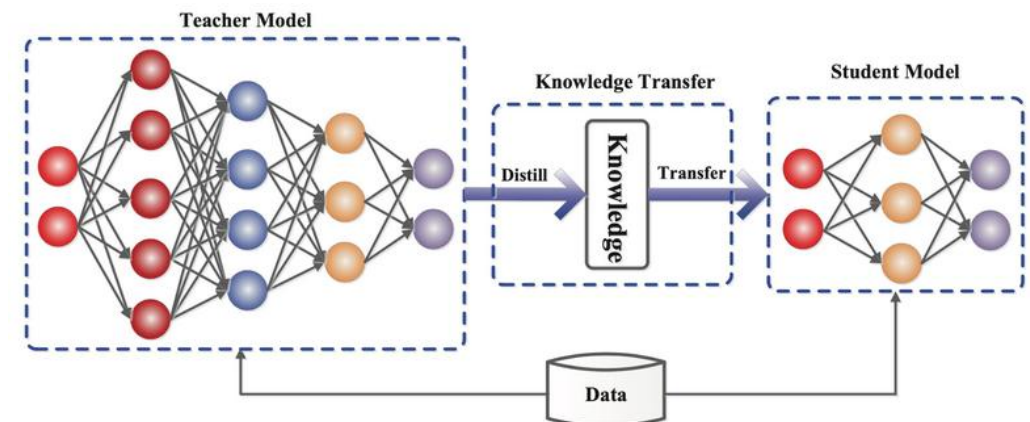 Teacher Model
Knowledge Transfer
Student Model
Distill
Knowledge
Transfer
Data